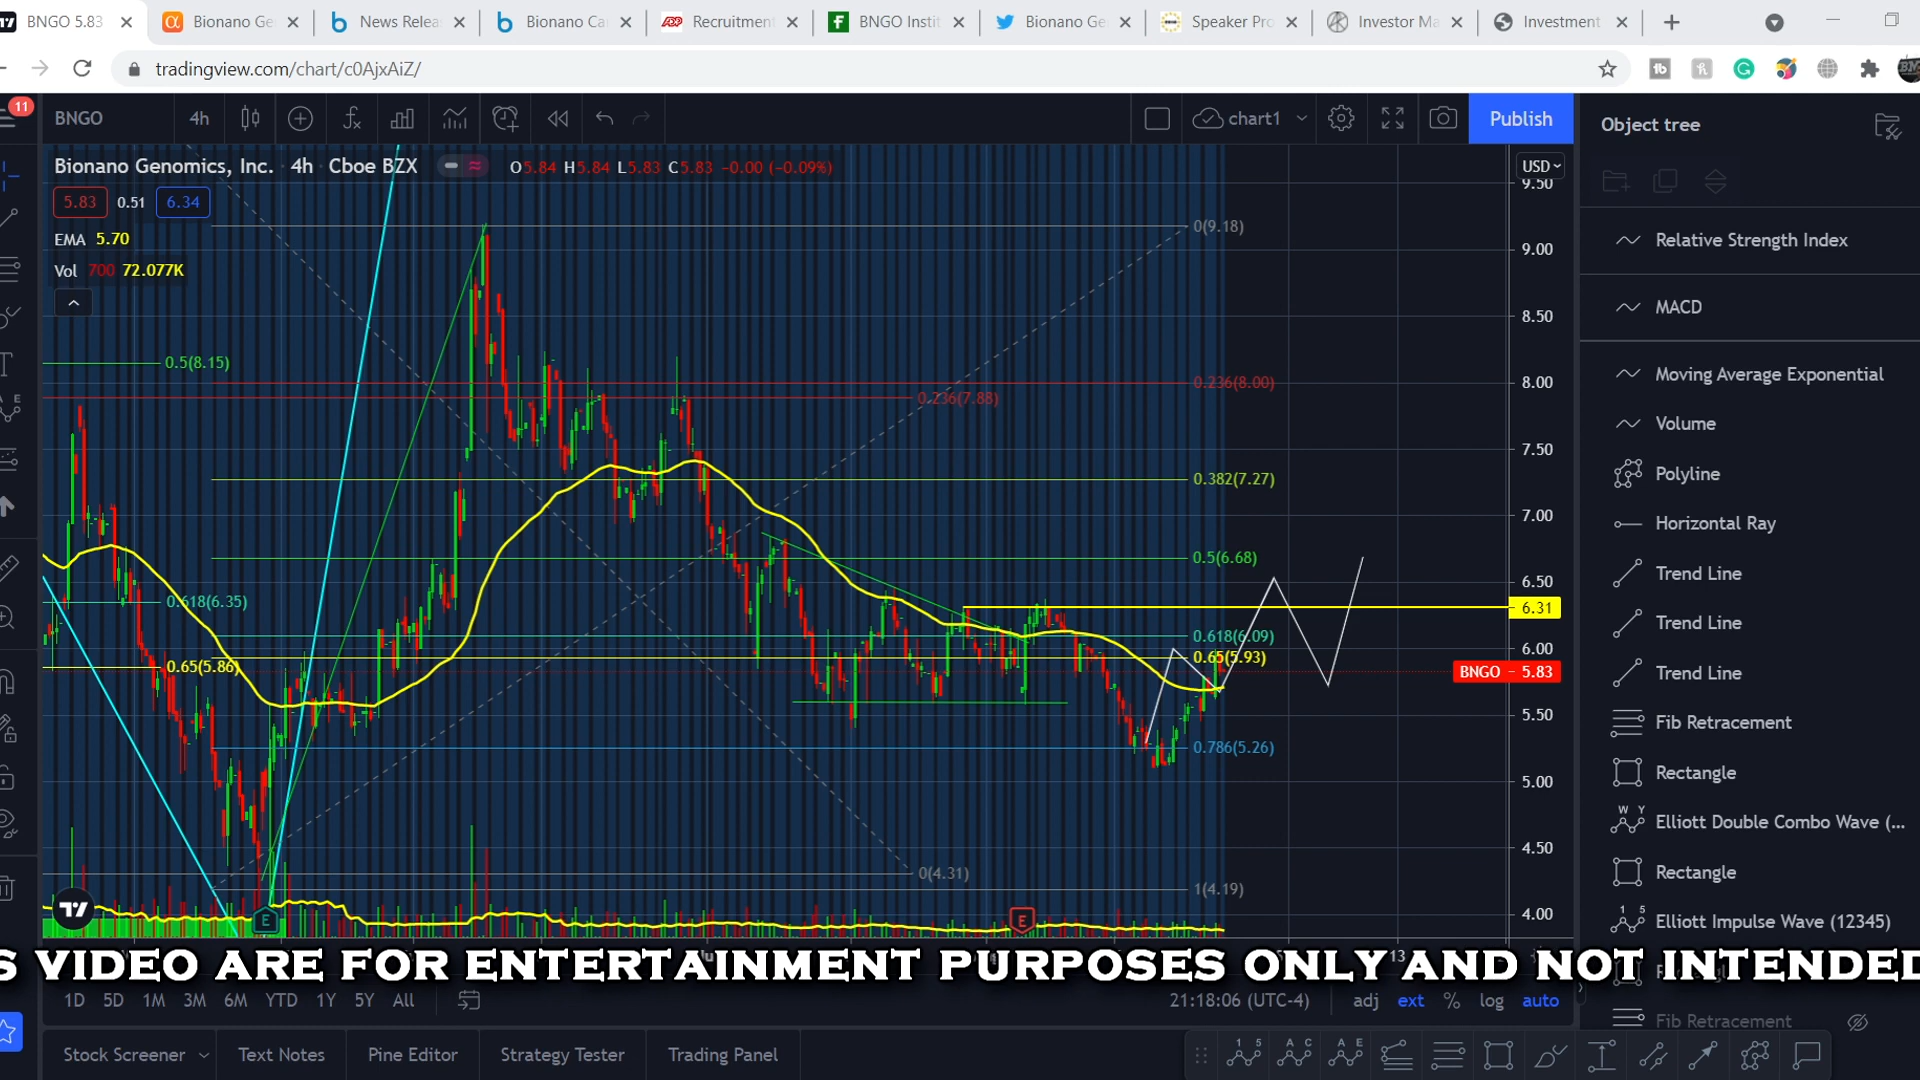 BNGO 5.83
Bionano Ge
News Relea
Bionano Ca
ADP
Recruitmen
BNGO Instit
Bionano Ge
Speaker Pro
Investor Ma
Investment
tradingview.com/chart/c0AjxAiZ/
11
BNGO
4h
chart1
Publish
Object tree
Bionano Genomics, Inc. · 4h · Cboe BZX
O5.84 H5.84 L5.83 C5.83 -0.00 (-0.09%)
USD
5.83
0.51
6.34
EMA 5.70
Vol 700 72.077K
9.50
9.00
8.50
8.00
7.50
7.00
6.50
6.31
6.00
BNGO 5.83
5.50
5.00
4.50
4.00
0(9.18)
0.5(8.15)
0.236(8.00)
0.236(7.88)
0.382(7.27)
0.5(6.68)
0.618(6.35)
0.618(6.09)
0.65(5.93)
0.65(5.86)
0.786(5.26)
0(4.31)
1(4.19)
E
E
Relative Strength Index
MACD
Moving Average Exponential
Volume
Polyline
Horizontal Ray
Trend Line
Trend Line
Trend Line
Fib Retracement
Rectangle
Elliott Double Combo Wave (...
Rectangle
Elliott Impulse Wave (12345)
Fib Retracement
13
S VIDEO ARE FOR ENTERTAINMENT PURPOSES ONLY AND NOT INTENDED
1D 5D 1M 3M 6M YTD 1Y 5Y All
21:18:06 (UTC-4)
adj ext % log auto
Stock Screener
Text Notes
Pine Editor
Strategy Tester
Trading Panel